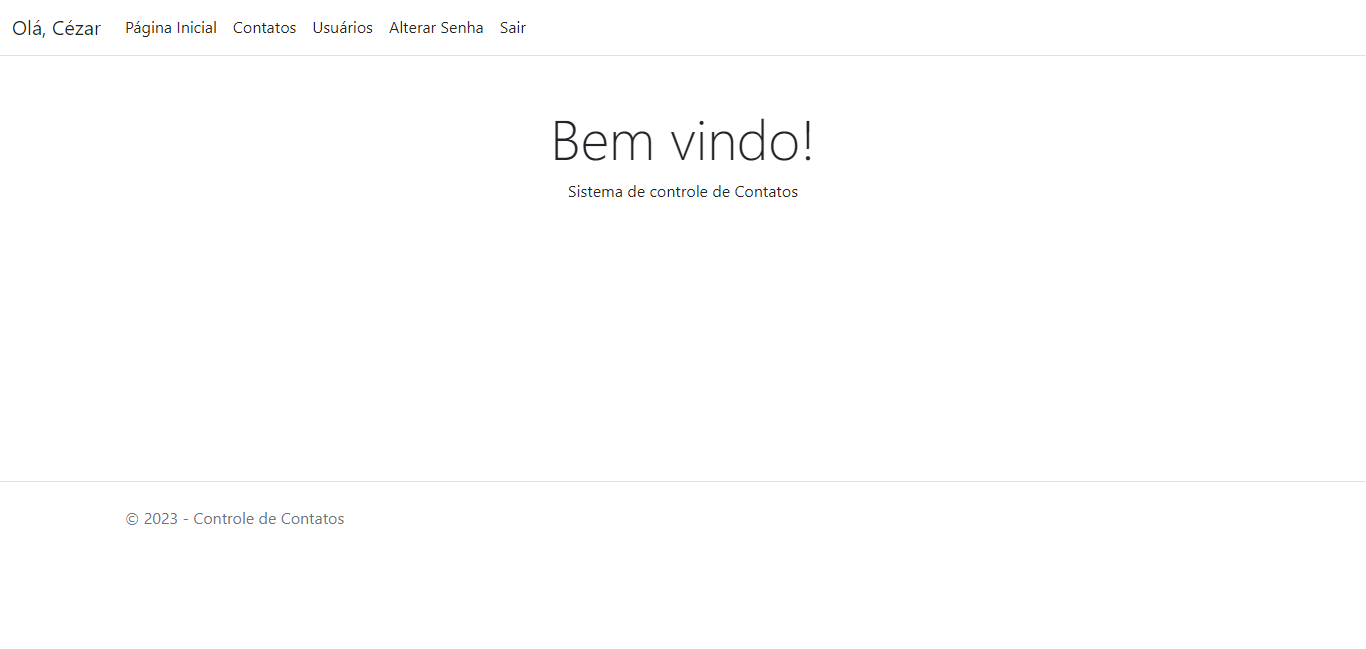 Olá, Cézar Página Inicial Contatos Usuários Alterar Senha Sair
Bem vindo!
Sistema de controle de Contatos
© 2023 - Controle de Contatos